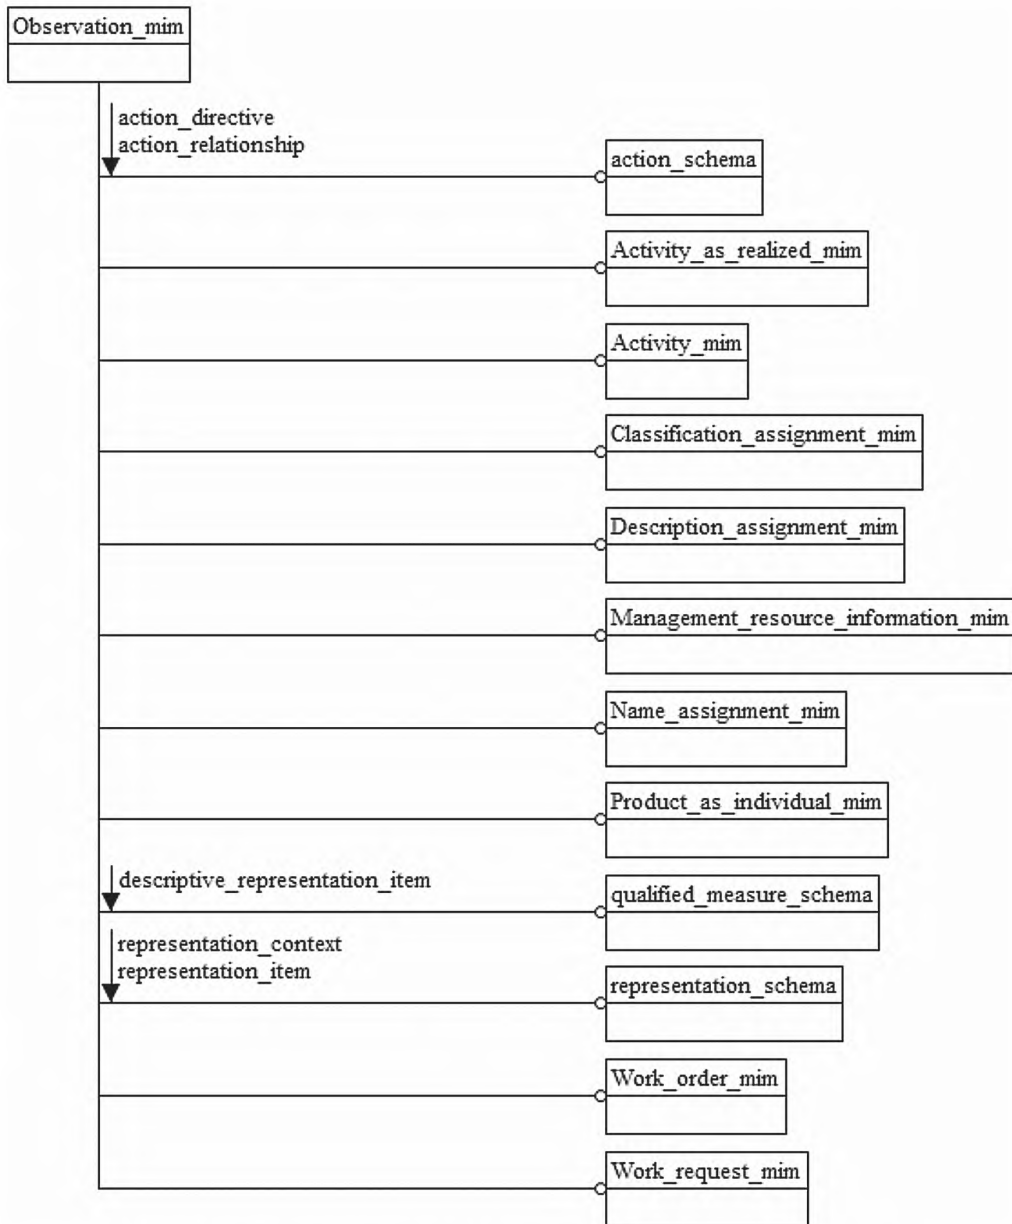 Observation_mim
action_directive
action_relationship
action_schema
Activity_as_realized_mim
Activity_mim
Classification_assignment_mim
Description_assignment_mim
Management_resource_information_mim
Name_assignment_mim
Product_as_individual_mim
descriptive_representation_item
qualified_measure_schema
representation_context
representation_item
representation_schema
Work_order_mim
Work_request_mim